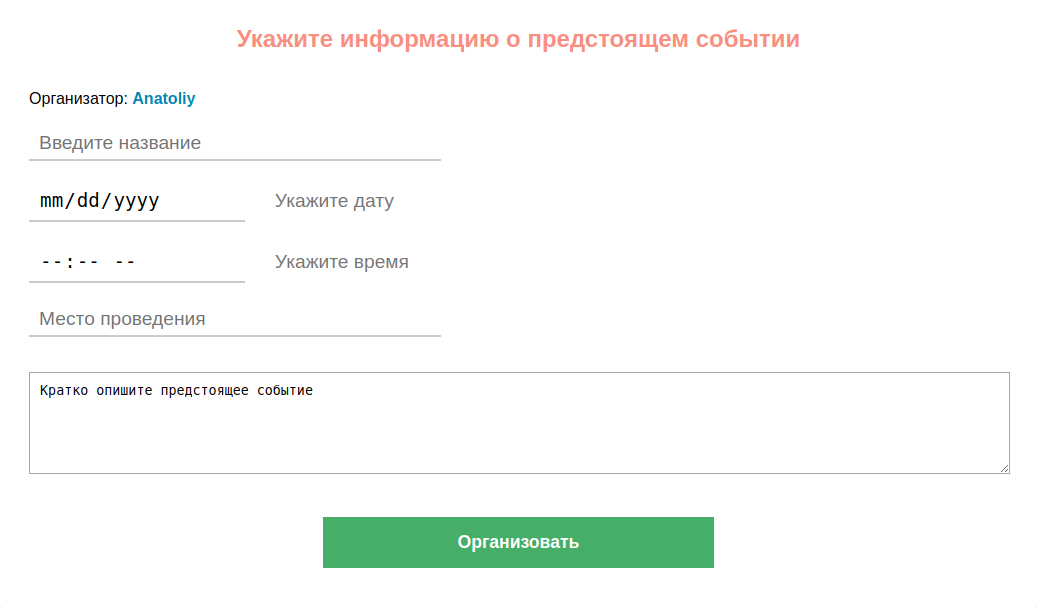 Укажите информацию о предстоящем событии
Организатор: Anatoliy
Введите название
mm/dd/yyyy Укажите дату
--:-- -- Укажите время
Место проведения
Кратко опишите предстоящее событие
Организовать